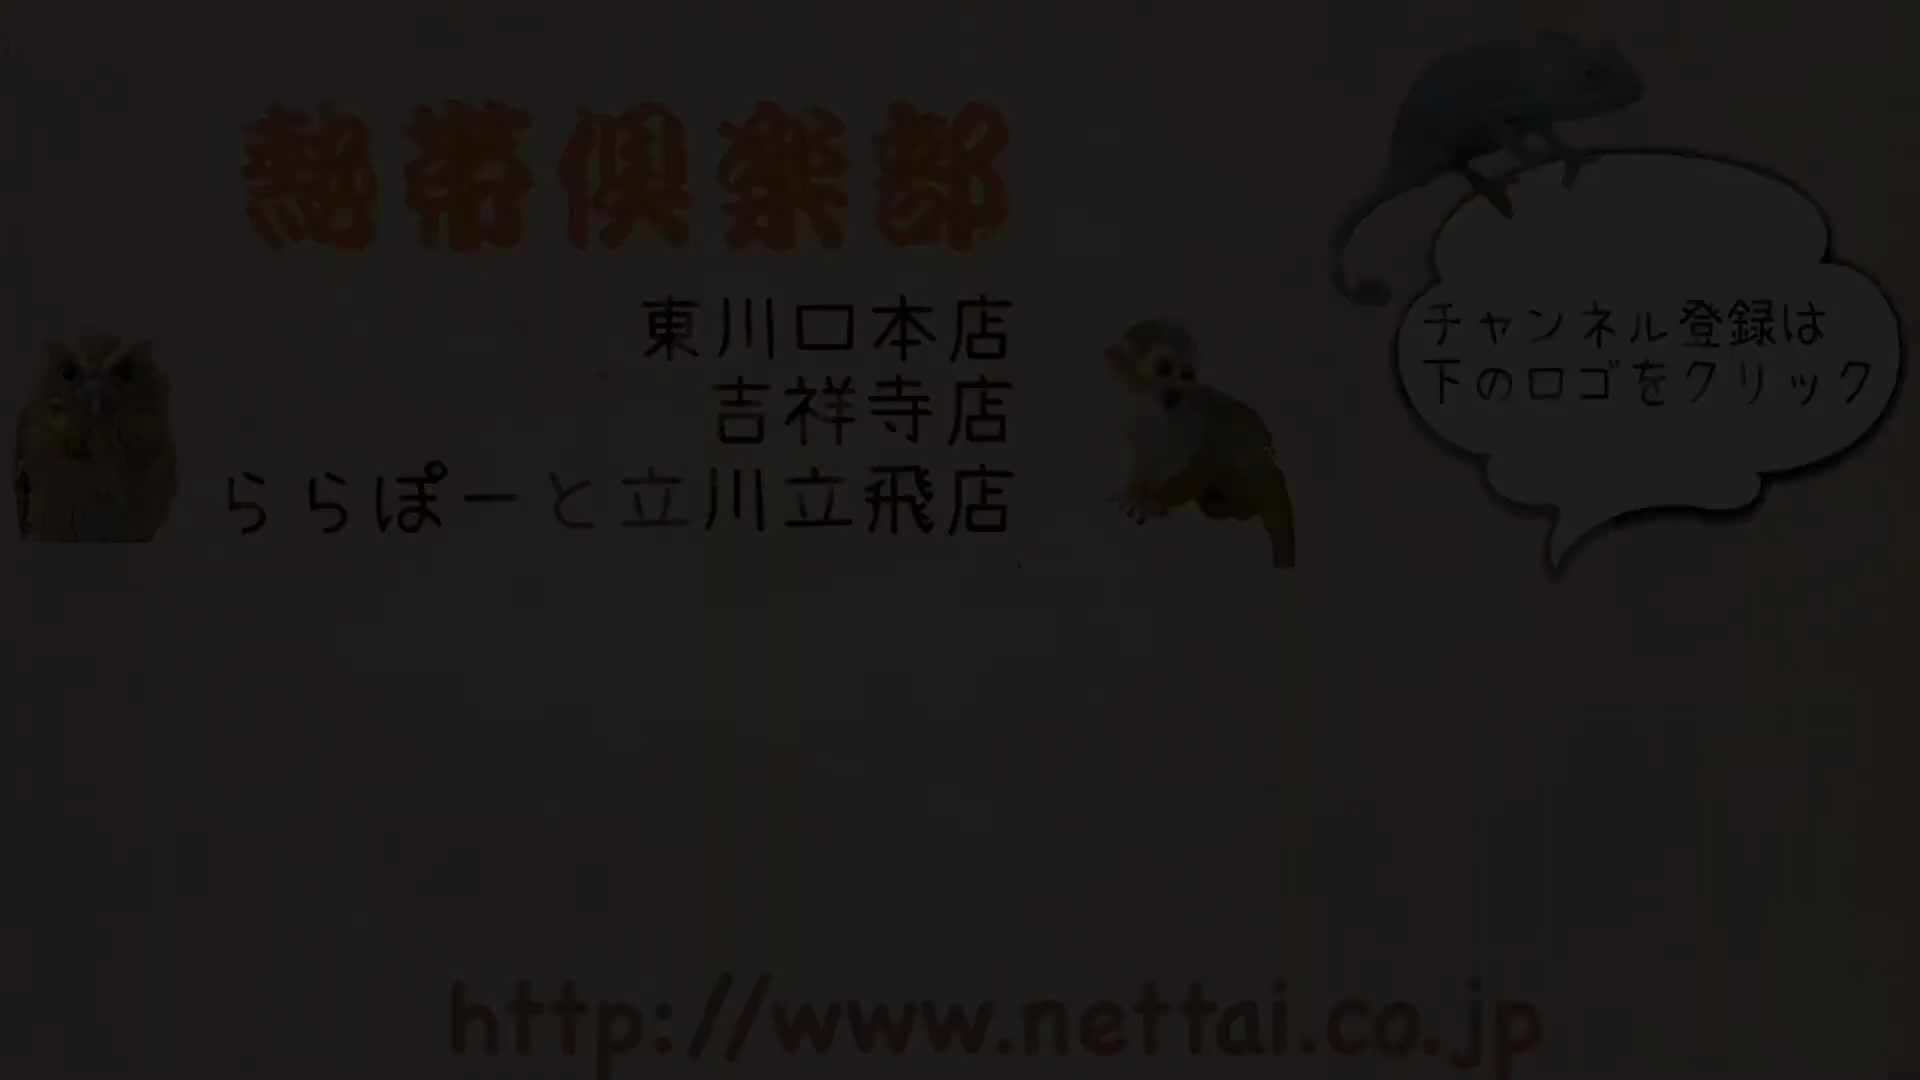 熱帯倶楽部
東川口本店
吉祥寺店
ららぽーと立川立飛店
チャンネル登録は
下のロゴをクリック
http://www.nettai.co.jp